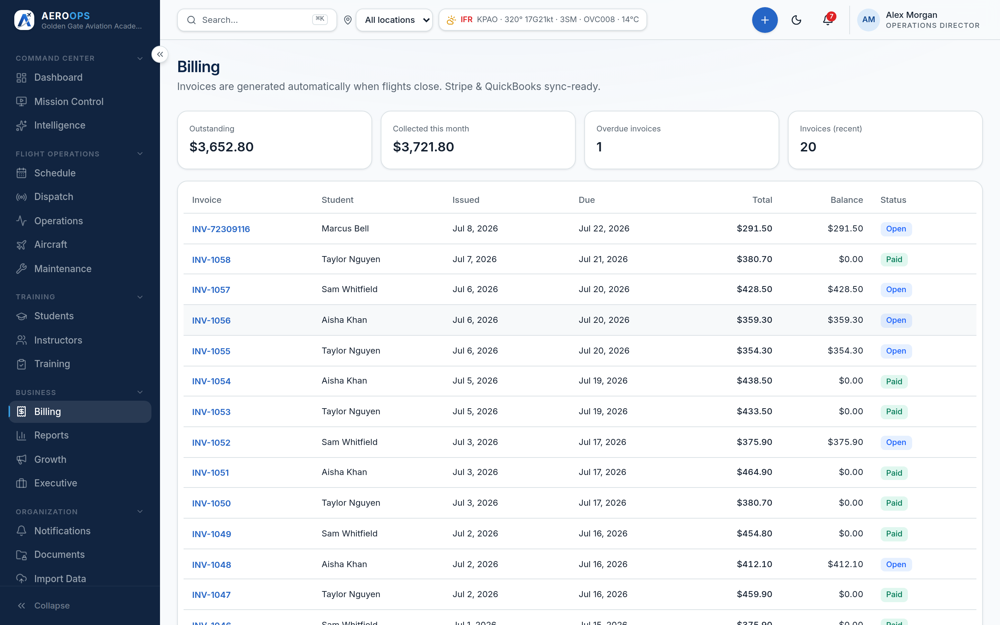 AEROOPS
Golden Gate Aviation Acade...
COMMAND CENTER
Dashboard
Mission Control
Intelligence
FLIGHT OPERATIONS
Schedule
Dispatch
Operations
Aircraft
Maintenance
TRAINING
Students
Instructors
Training
BUSINESS
Billing
Reports
Growth
Executive
ORGANIZATION
Notifications
Documents
Import Data
Collapse
Search... ⌘K All locations IFR KPAO · 320° 17G21kt · 3SM · OVC008 · 14°C 7 AM Alex Morgan
OPERATIONS DIRECTOR
Billing
Invoices are generated automatically when flights close. Stripe & QuickBooks sync-ready.
Outstanding
$3,652.80
Collected this month
$3,721.80
Overdue invoices
1
Invoices (recent)
20
Invoice Student Issued Due Total Balance Status
INV-72309116 Marcus Bell Jul 8, 2026 Jul 22, 2026 $291.50 $291.50 Open
INV-1058 Taylor Nguyen Jul 7, 2026 Jul 21, 2026 $380.70 $0.00 Paid
INV-1057 Sam Whitfield Jul 6, 2026 Jul 20, 2026 $428.50 $428.50 Open
INV-1056 Aisha Khan Jul 6, 2026 Jul 20, 2026 $359.30 $359.30 Open
INV-1055 Taylor Nguyen Jul 6, 2026 Jul 20, 2026 $354.30 $354.30 Open
INV-1054 Aisha Khan Jul 5, 2026 Jul 19, 2026 $438.50 $0.00 Paid
INV-1053 Taylor Nguyen Jul 5, 2026 Jul 19, 2026 $433.50 $0.00 Paid
INV-1052 Sam Whitfield Jul 3, 2026 Jul 17, 2026 $375.90 $375.90 Open
INV-1051 Aisha Khan Jul 3, 2026 Jul 17, 2026 $464.90 $0.00 Paid
INV-1050 Taylor Nguyen Jul 3, 2026 Jul 17, 2026 $380.70 $0.00 Paid
INV-1049 Sam Whitfield Jul 2, 2026 Jul 16, 2026 $454.80 $0.00 Paid
INV-1048 Aisha Khan Jul 2, 2026 Jul 16, 2026 $412.10 $412.10 Open
INV-1047 Taylor Nguyen Jul 2, 2026 Jul 16, 2026 $459.90 $0.00 Paid
INV-1046 Sam Whitfield Jul 1, 2026 Jul 15, 2026 $375.90 $0.00 Paid